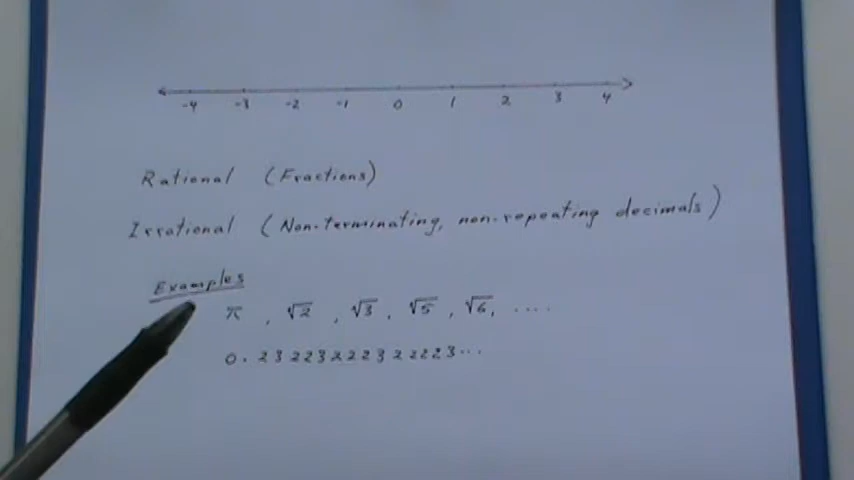 -4 -3 -2 -1 0 1 2 3 4
Rational (Fractions)
Irrational (Non-terminating, non-repeating decimals)
Examples
π, √2, √3, √5, √6, ....
0.23223222322223...